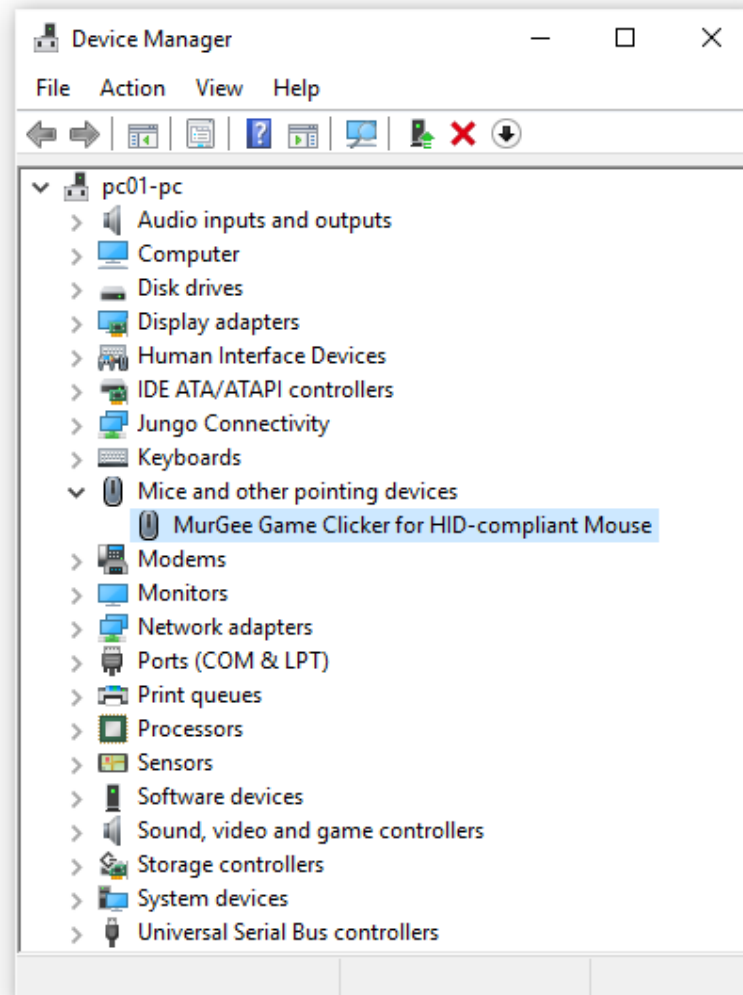 Device Manager
File Action View Help
pc01-pc
Audio inputs and outputs
Computer
Disk drives
Display adapters
Human Interface Devices
IDE ATA/ATAPI controllers
Jungo Connectivity
Keyboards
Mice and other pointing devices
MurGee Game Clicker for HID-compliant Mouse
Modems
Monitors
Network adapters
Ports (COM & LPT)
Print queues
Processors
Sensors
Software devices
Sound, video and game controllers
Storage controllers
System devices
Universal Serial Bus controllers